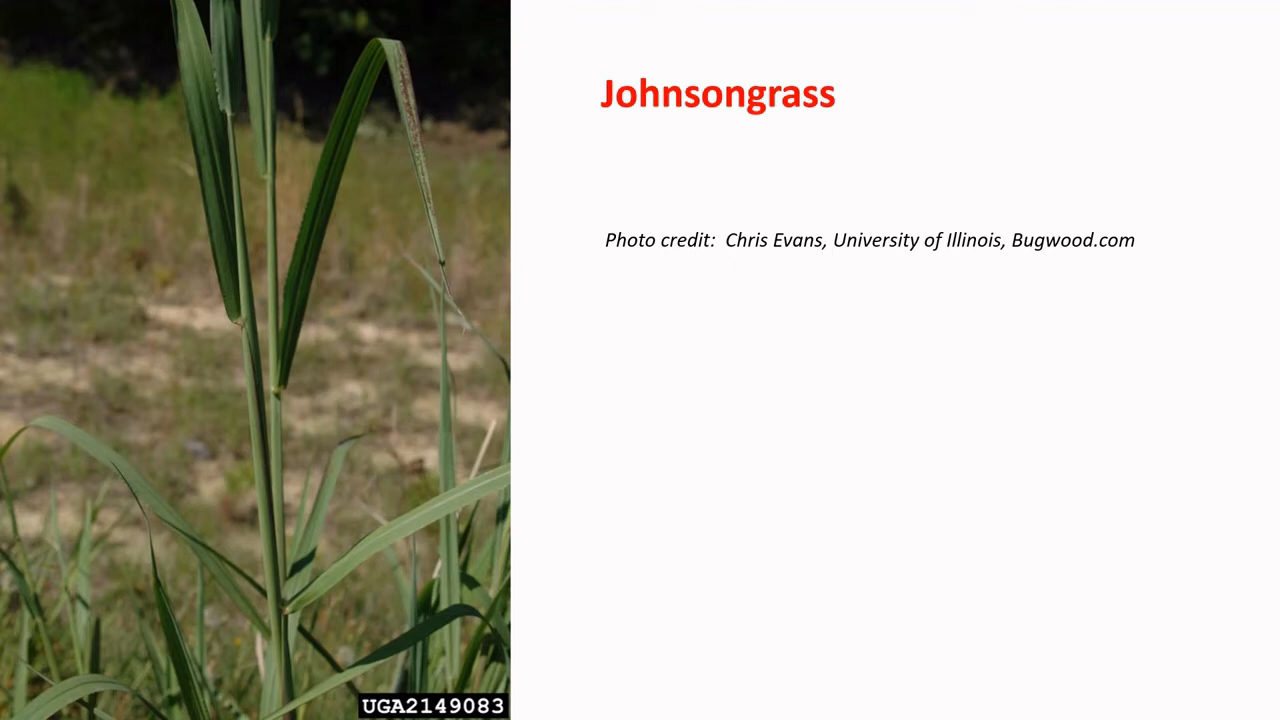 Johnsongrass
Photo credit:  Chris Evans, University of Illinois, Bugwood.com
UGA2149083